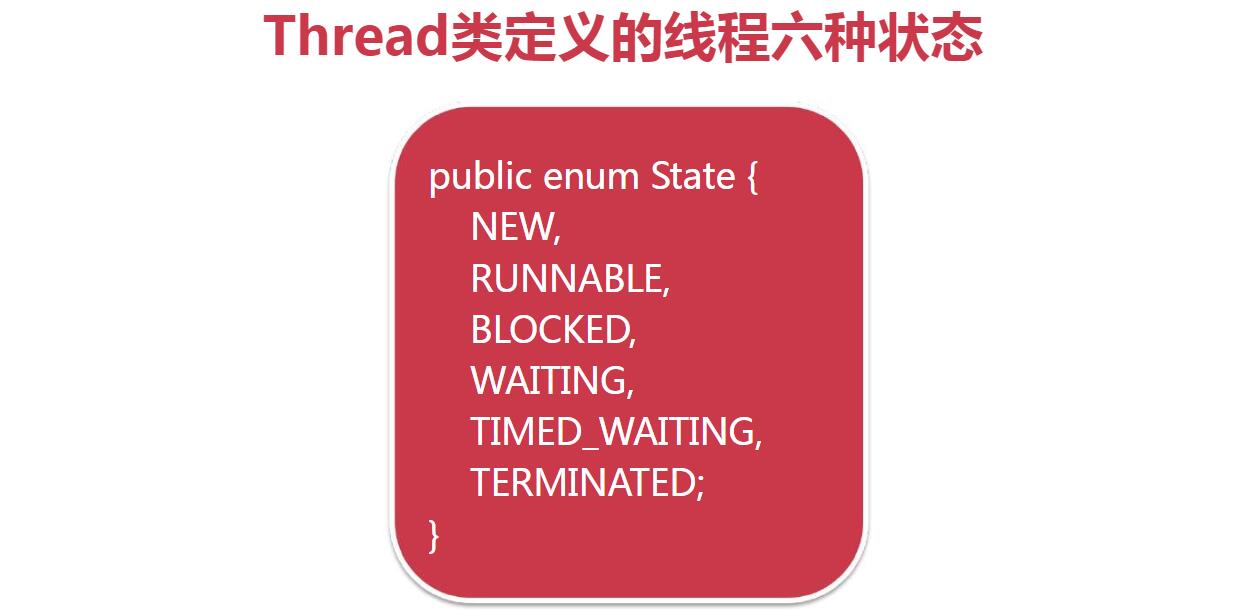 Thread类定义的线程六种状态
public enum State {
NEW,
RUNNABLE,
BLOCKED,
WAITING,
TIMED_WAITING,
TERMINATED;
}